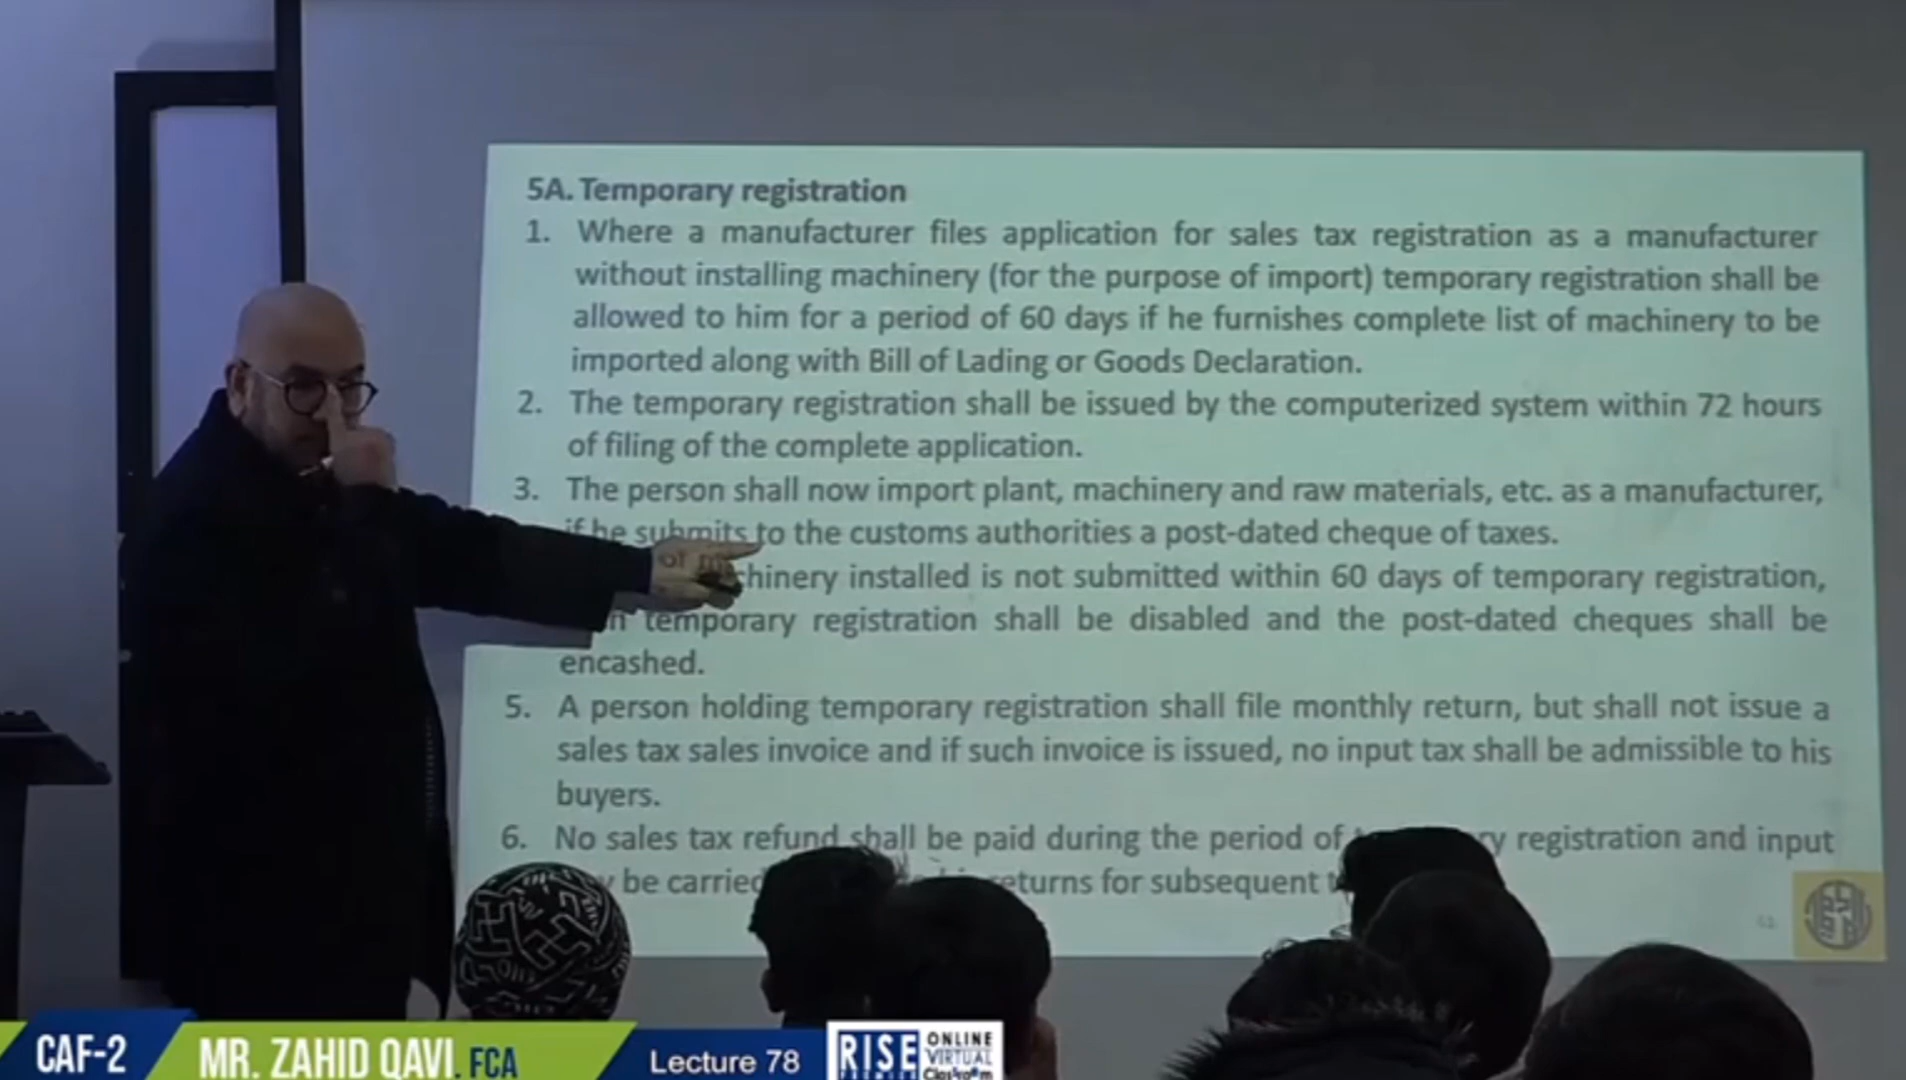 5A. Temporary registration
1. Where a manufacturer files application for sales tax registration as a manufacturer
without installing machinery (for the purpose of import) temporary registration shall be
allowed to him for a period of 60 days if he furnishes complete list of machinery to be
imported along with Bill of Lading or Goods Declaration.
2. The temporary registration shall be issued by the computerized system within 72 hours
of filing of the complete application.
3. The person shall now import plant, machinery and raw materials, etc. as a manufacturer,
if he submits to the customs authorities a post-dated cheque of taxes.
of machinery installed is not submitted within 60 days of temporary registration,
temporary registration shall be disabled and the post-dated cheques shall be
encashed.
5. A person holding temporary registration shall file monthly return, but shall not issue a
sales tax sales invoice and if such invoice is issued, no input tax shall be admissible to his
buyers.
6. No sales tax refund shall be paid during the period of registration and input
be carried returns for subsequent
CAF-2
MR. ZAHID QAVI. FCA
Lecture 78
RISE
ONLINE
VIRTUAL
Classroom